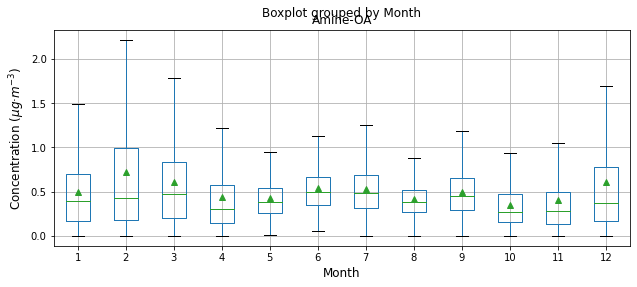 Boxplot grouped by Month
Amine-OA
Concentration (μg·m⁻³)
2.0
1.5
1.0
0.5
0.0
1 2 3 4 5 6 7 8 9 10 11 12
Month